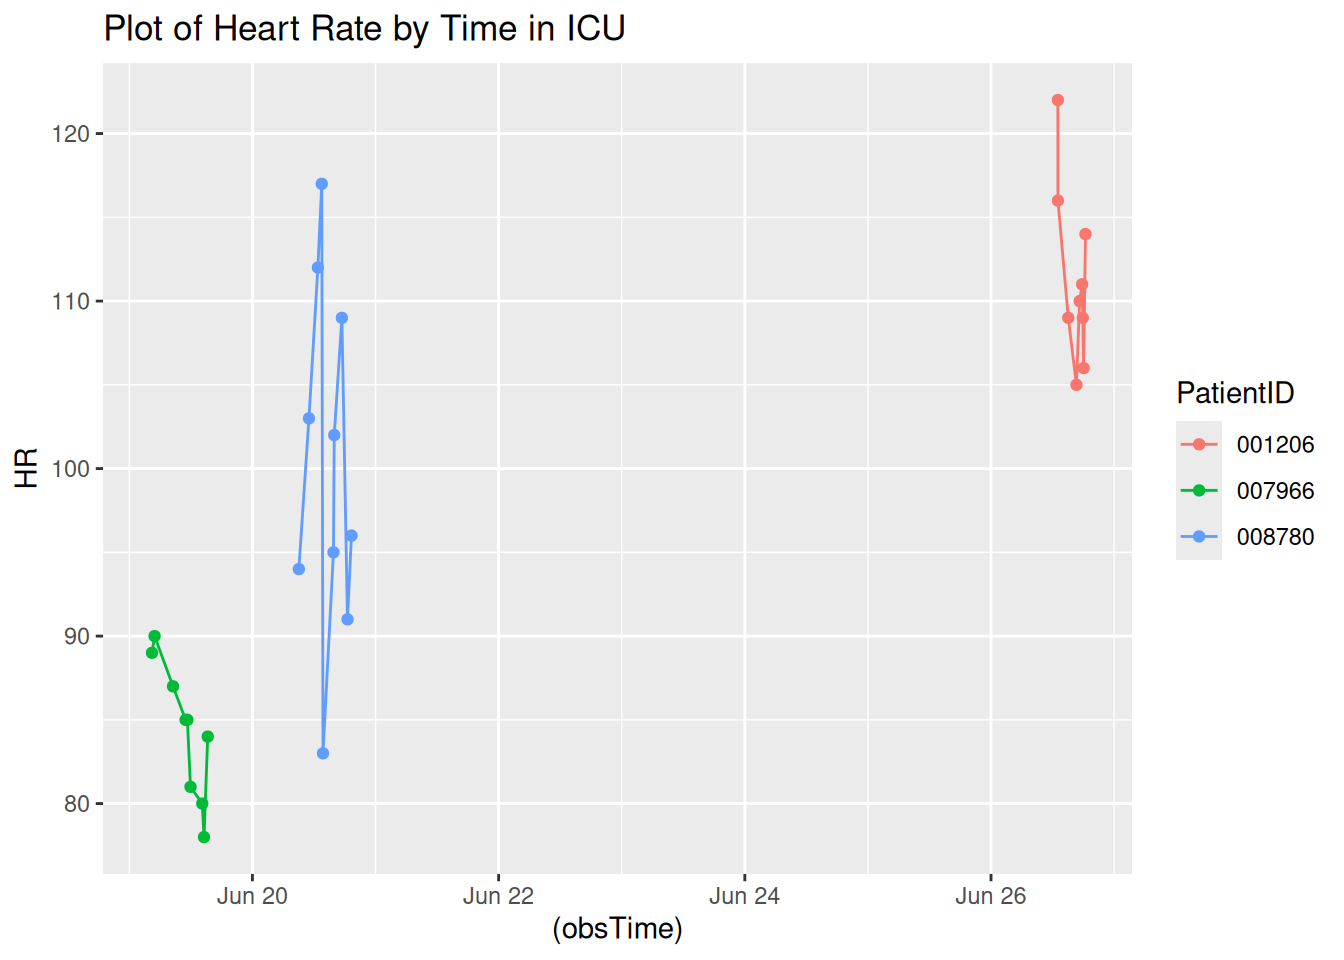 Plot of Heart Rate by Time in ICU
120
110
100
90
80
HR
Jun 20
Jun 22
Jun 24
Jun 26
(obsTime)
PatientID
001206
007966
008780